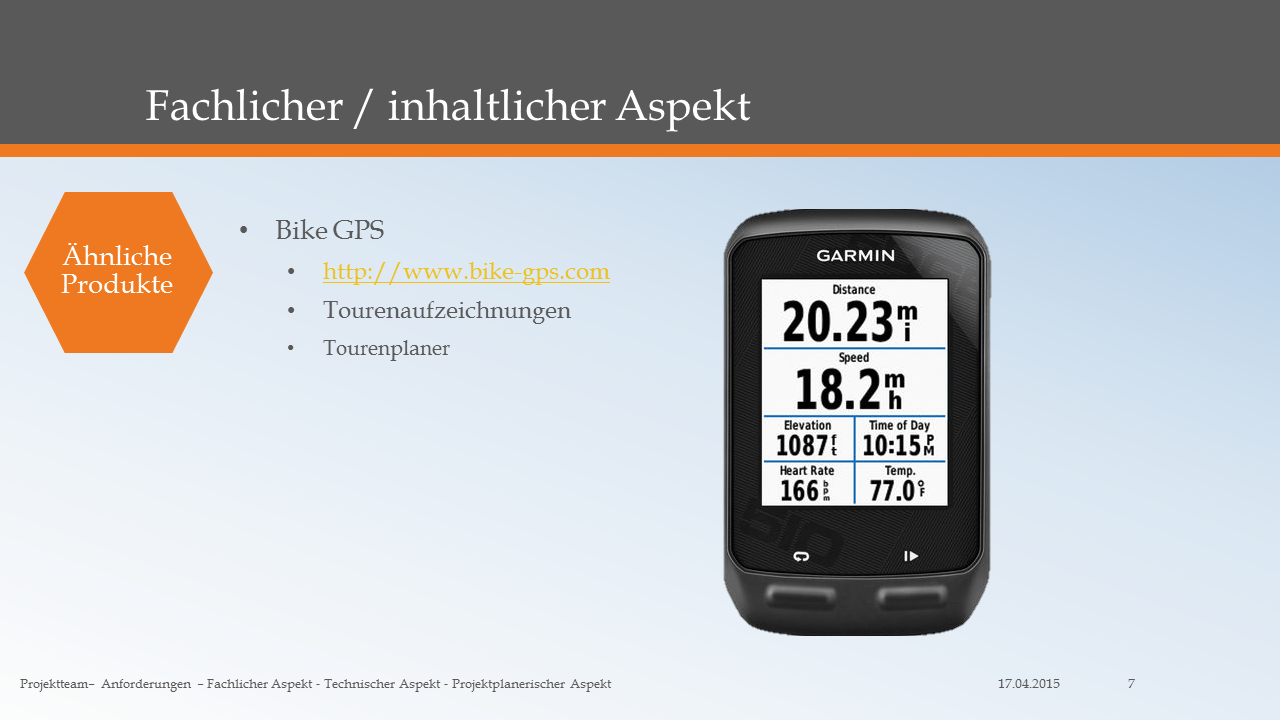 Fachlicher / inhaltlicher Aspekt
Ähnliche
Produkte
• Bike GPS
• http://www.bike-gps.com
• Tourenaufzeichnungen
• Tourenplaner
GARMIN
Distance
20.23 mi
Speed
18.2 mh
Elevation
1087 ft
Time of Day
10:15 PM
Heart Rate
166 bpm
Temp.
77.0 °F
510
Projektteam– Anforderungen – Fachlicher Aspekt - Technischer Aspekt - Projektplanerischer Aspekt
17.04.2015
7